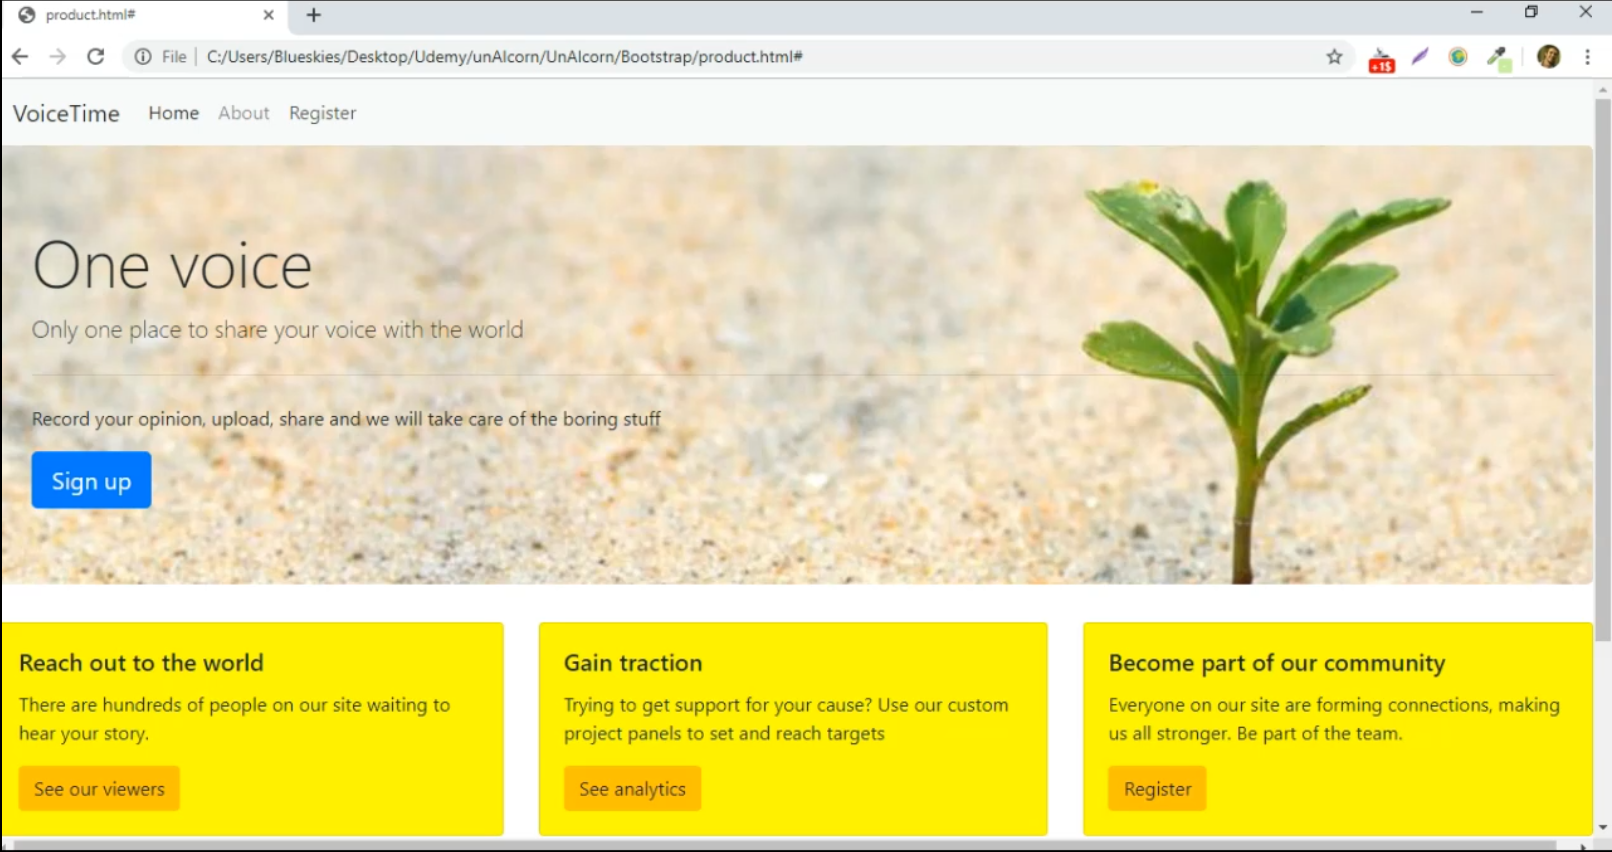 product.html#
File
C:/Users/Blueskies/Desktop/Udemy/unAlcorn/UnAlcorn/Bootstrap/product.html#
+1$
VoiceTime Home About Register
One voice
Only one place to share your voice with the world
Record your opinion, upload, share and we will take care of the boring stuff
Sign up
Reach out to the world
There are hundreds of people on our site waiting to
hear your story.
See our viewers
Gain traction
Trying to get support for your cause? Use our custom
project panels to set and reach targets
See analytics
Become part of our community
Everyone on our site are forming connections, making
us all stronger. Be part of the team.
Register